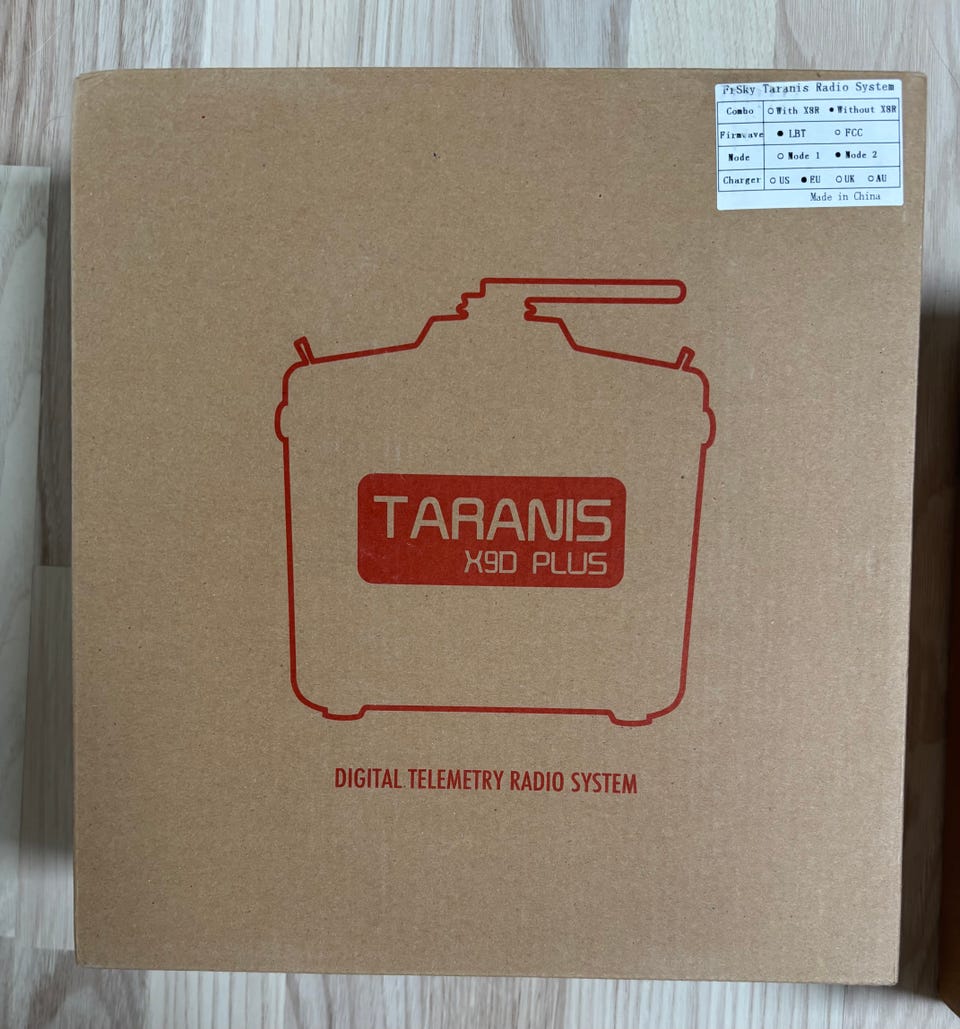 FrSky Taranis Radio System
Combo ○With X8R ●Without X8R
Firmwave ●LBT ○FCC
Mode ○Mode 1 ●Mode 2
Charger ○US ●EU ○UK ○AU
Made in China
TARANIS
X9D PLUS
DIGITAL TELEMETRY RADIO SYSTEM